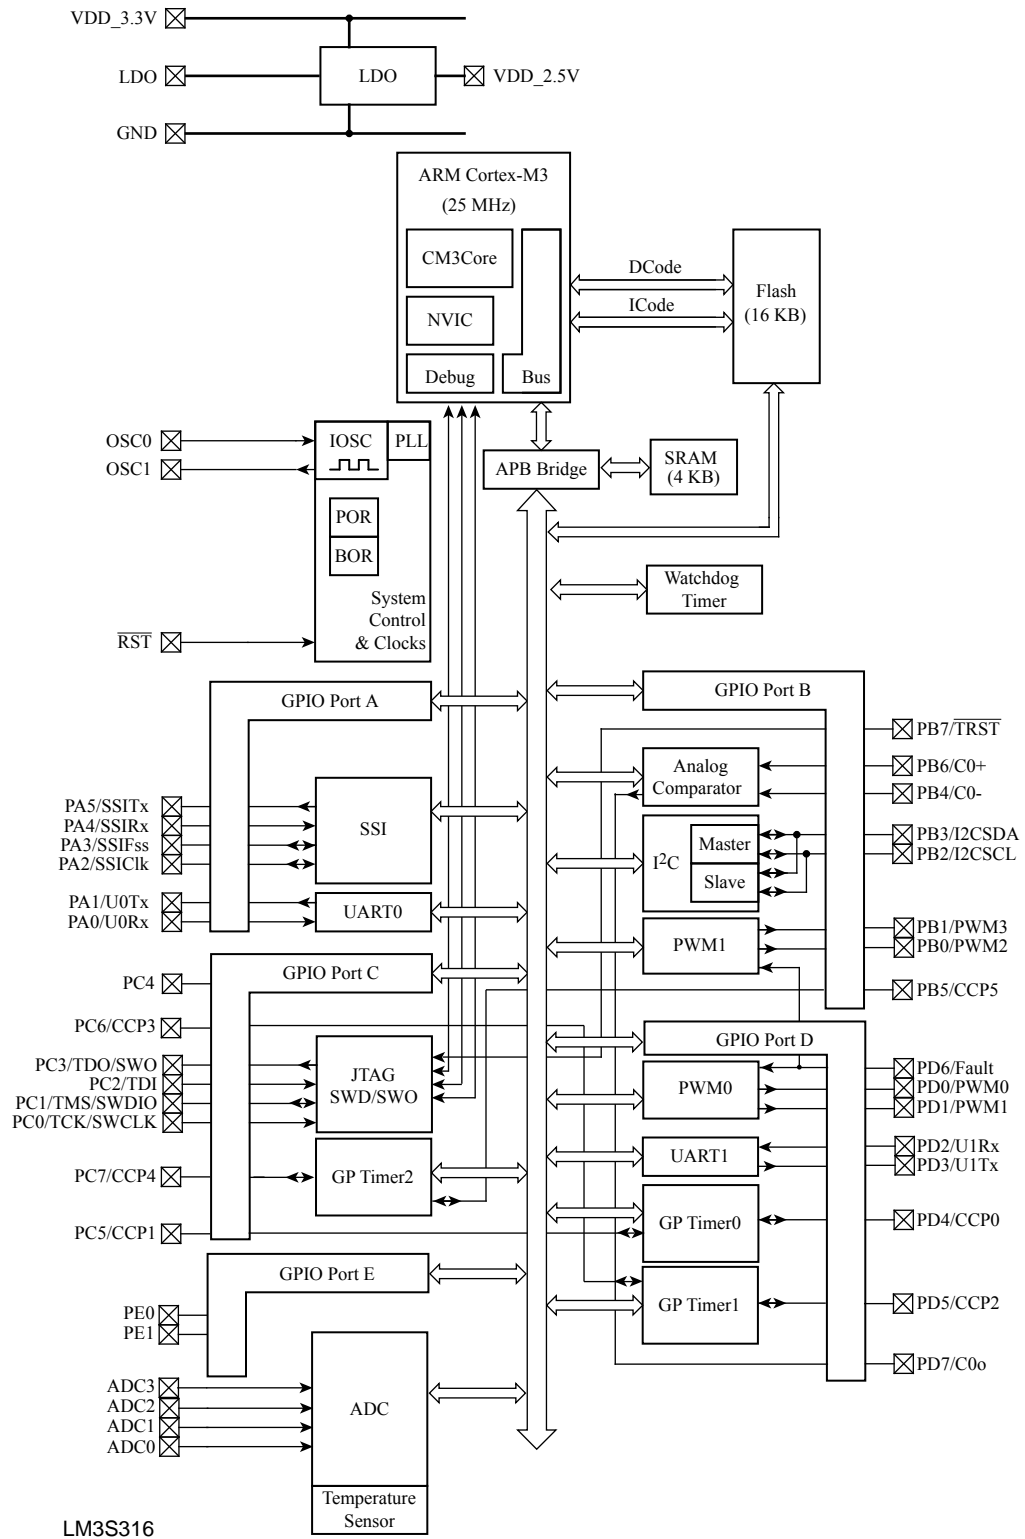 VDD_3.3V
LDO
LDO
VDD_2.5V
GND
ARM Cortex-M3
(25 MHz)
CM3Core
NVIC
Debug
Bus
DCode
ICode
Flash
(16 KB)
OSC0
OSC1
IOSC
PLL
POR
BOR
System
Control
& Clocks
RST
APB Bridge
SRAM
(4 KB)
Watchdog
Timer
GPIO Port A
PA5/SSITx
PA4/SSIRx
PA3/SSIFss
PA2/SSIClk
SSI
PA1/U0Tx
PA0/U0Rx
UART0
GPIO Port B
PB7/TRST
Analog
Comparator
PB6/C0+
PB4/C0-
I²C
Master
Slave
PB3/I2CSDA
PB2/I2CSCL
PWM1
PB1/PWM3
PB0/PWM2
PB5/CCP5
GPIO Port C
PC4
PC6/CCP3
PC3/TDO/SWO
PC2/TDI
PC1/TMS/SWDIO
PC0/TCK/SWCLK
JTAG
SWD/SWO
PC7/CCP4
GP Timer2
PC5/CCP1
GPIO Port D
PWM0
PD6/Fault
PD0/PWM0
PD1/PWM1
UART1
PD2/U1Rx
PD3/U1Tx
GP Timer0
PD4/CCP0
GP Timer1
PD5/CCP2
PD7/C0o
GPIO Port E
PE0
PE1
ADC3
ADC2
ADC1
ADC0
ADC
Temperature
Sensor
LM3S316